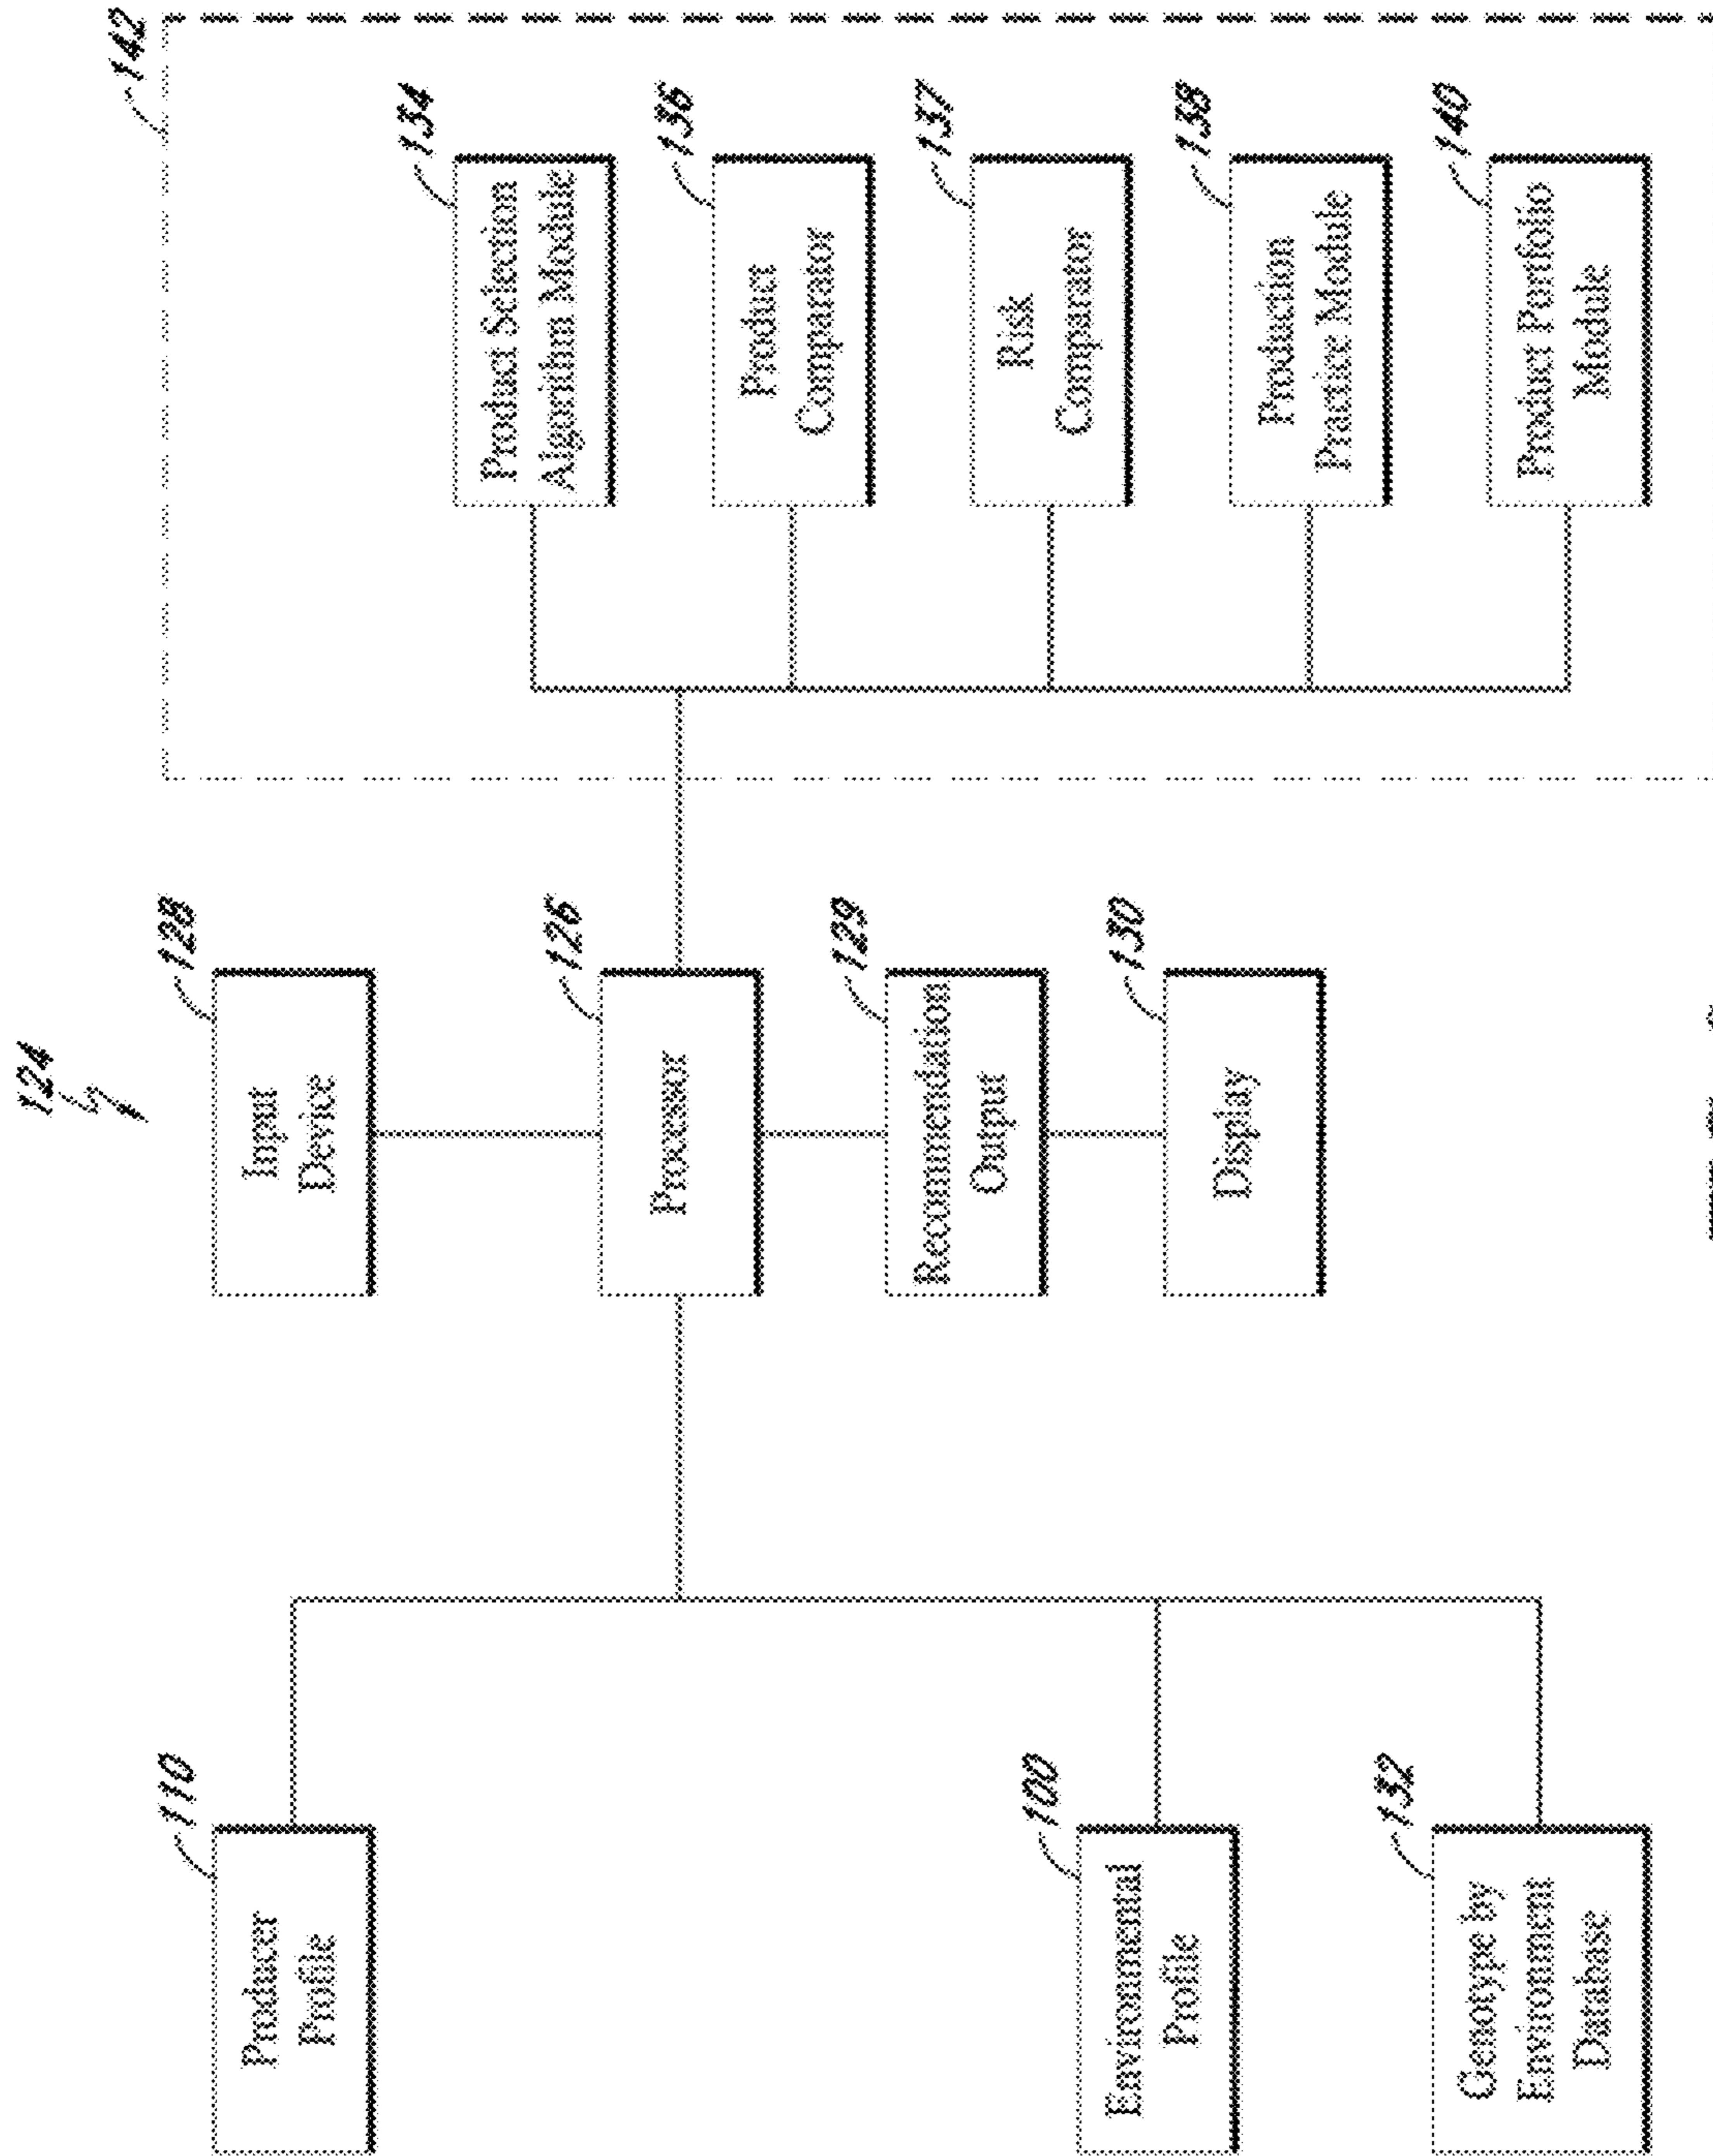 124
110
Producer
Profile
100
Environmental
Profile
132
Genotype by
Environment
Database
128
Input
Device
126
Processor
129
Recommendation
Output
130
Display
142
134
Product Selection
Algorithm Module
136
Product
Comparator
137
Risk
Comparator
138
Production
Practice Module
140
Product Portfolio
Module